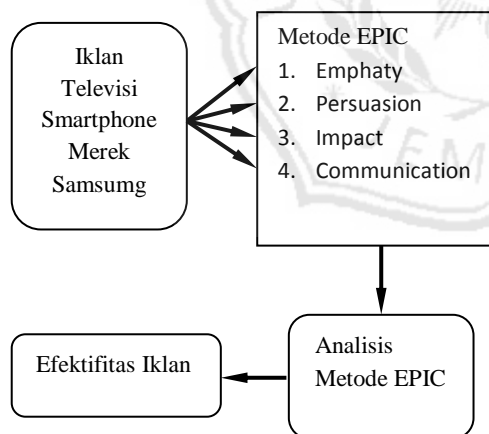 Iklan
Televisi
Smartphone
Merek
Samsumg
Metode EPIC
1. Emphaty
2. Persuasion
3. Impact
4. Communication
Efektifitas Iklan
Analisis
Metode EPIC